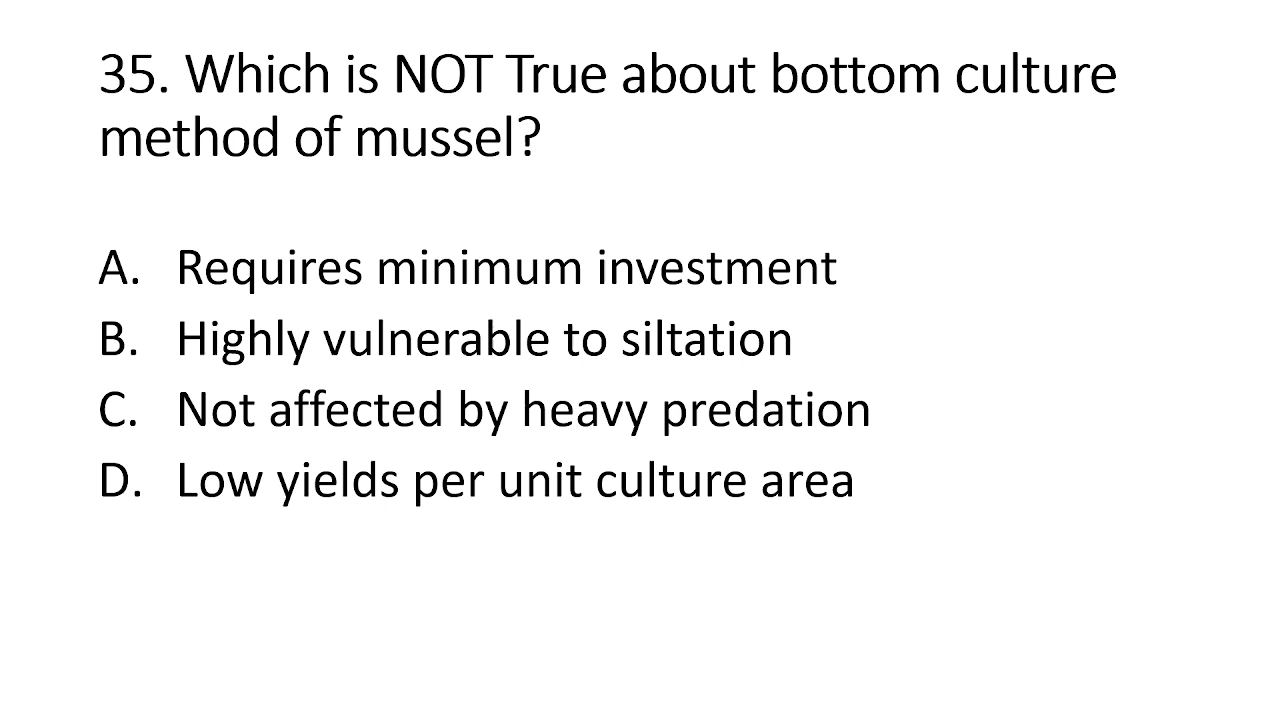 35. Which is NOT True about bottom culture
method of mussel?
A. Requires minimum investment
B. Highly vulnerable to siltation
C. Not affected by heavy predation
D. Low yields per unit culture area